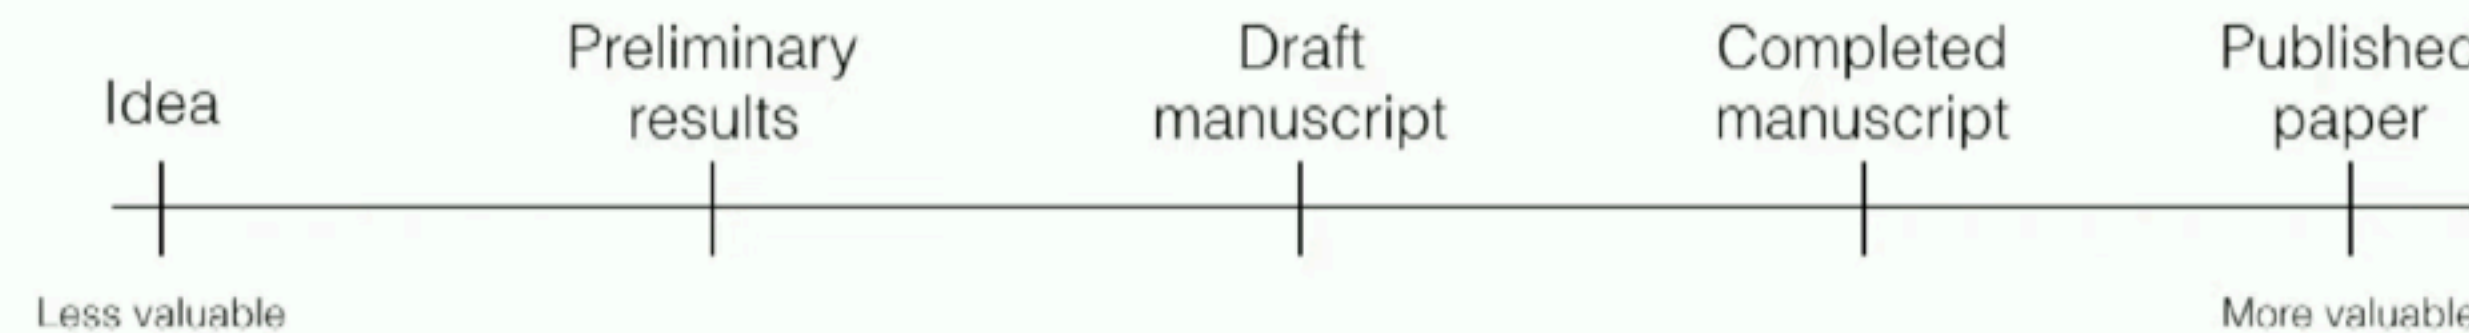 Idea
Preliminary
results
Draft
manuscript
Completed
manuscript
Published
paper
Less valuable
More valuable